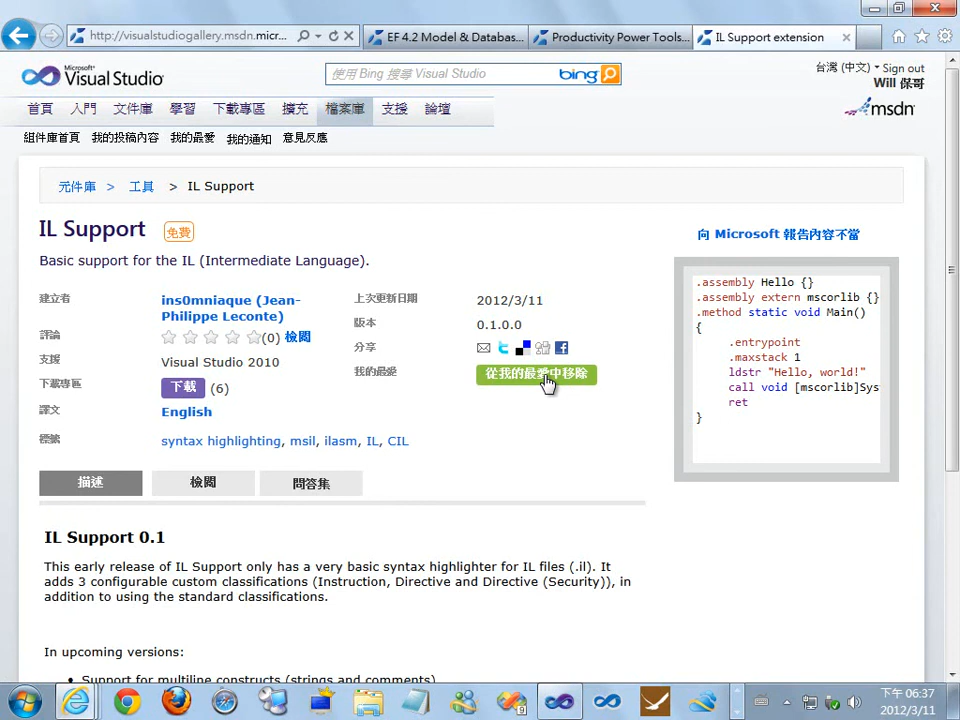 http://visualstudiogallery.msdn.micr...
EF 4.2 Model & Databas...
Productivity Power Tools...
IL Support extension
Microsoft
Visual Studio
使用 Bing 搜尋 Visual Studio
bing
台灣 (中文)
Sign out
Will 保哥
首頁
入門
文件庫
學習
下載專區
擴充
檔案庫
支援
論壇
msdn
組件庫首頁
我的投稿內容
我的最愛
我的通知
意見反應
元件庫 > 工具 > IL Support
IL Support 免費
Basic support for the IL (Intermediate Language).
向 Microsoft 報告內容不當
建立者
ins0mniaque (Jean-
Philippe Leconte)
評論
(0) 檢閱
支援
Visual Studio 2010
下載專區
下載 (6)
譯文
English
標籤
syntax highlighting, msil, ilasm, IL, CIL
上次更新日期
2012/3/11
版本
0.1.0.0
分享
我的最愛
從我的最愛中移除
.assembly Hello {}
.assembly extern mscorlib {}
.method static void Main()
{
.entrypoint
.maxstack 1
ldstr "Hello, world!"
call void [mscorlib]Sys
ret
}
描述
檢閱
問答集
IL Support 0.1
This early release of IL Support only has a very basic syntax highlighter for IL files (.il). It
adds 3 configurable custom classifications (Instruction, Directive and Directive (Security)), in
addition to using the standard classifications.
In upcoming versions:
Support for multiline constructs (strings and comments)
下午 06:37
2012/3/11